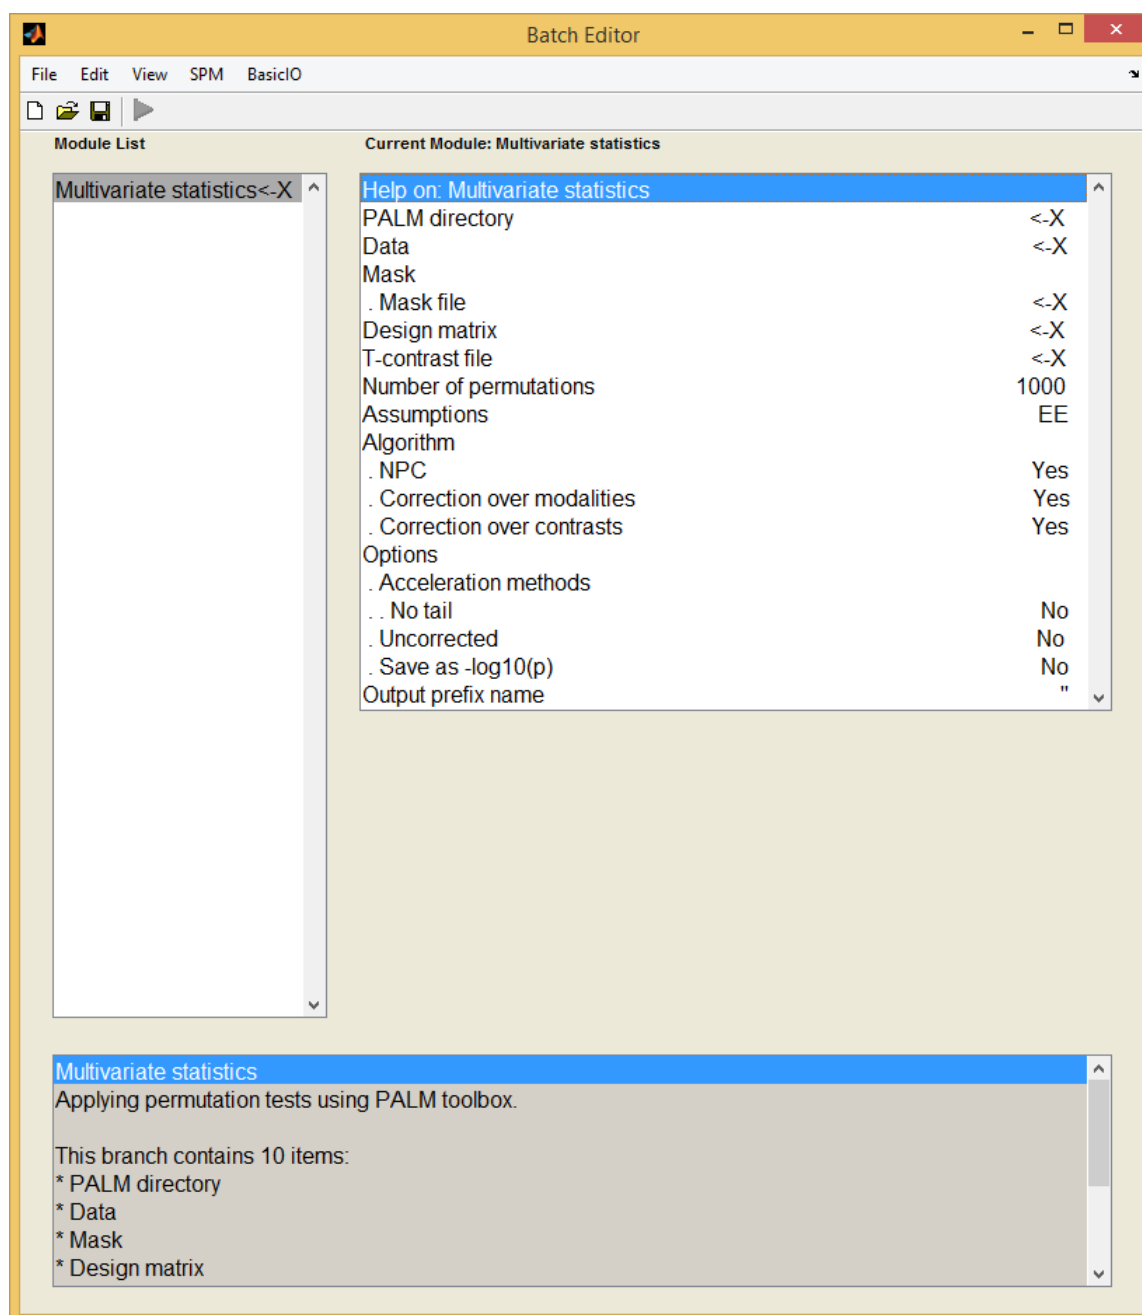 Batch Editor
File Edit View SPM BasicIO
Module List
Current Module: Multivariate statistics
Multivariate statistics<-X
Help on: Multivariate statistics
PALM directory <-X
Data <-X
Mask
. Mask file <-X
Design matrix <-X
T-contrast file <-X
Number of permutations 1000
Assumptions EE
Algorithm
. NPC Yes
. Correction over modalities Yes
. Correction over contrasts Yes
Options
. Acceleration methods
. . No tail No
. Uncorrected No
. Save as -log10(p) No
Output prefix name "
Multivariate statistics
Applying permutation tests using PALM toolbox.
This branch contains 10 items:
* PALM directory
* Data
* Mask
* Design matrix